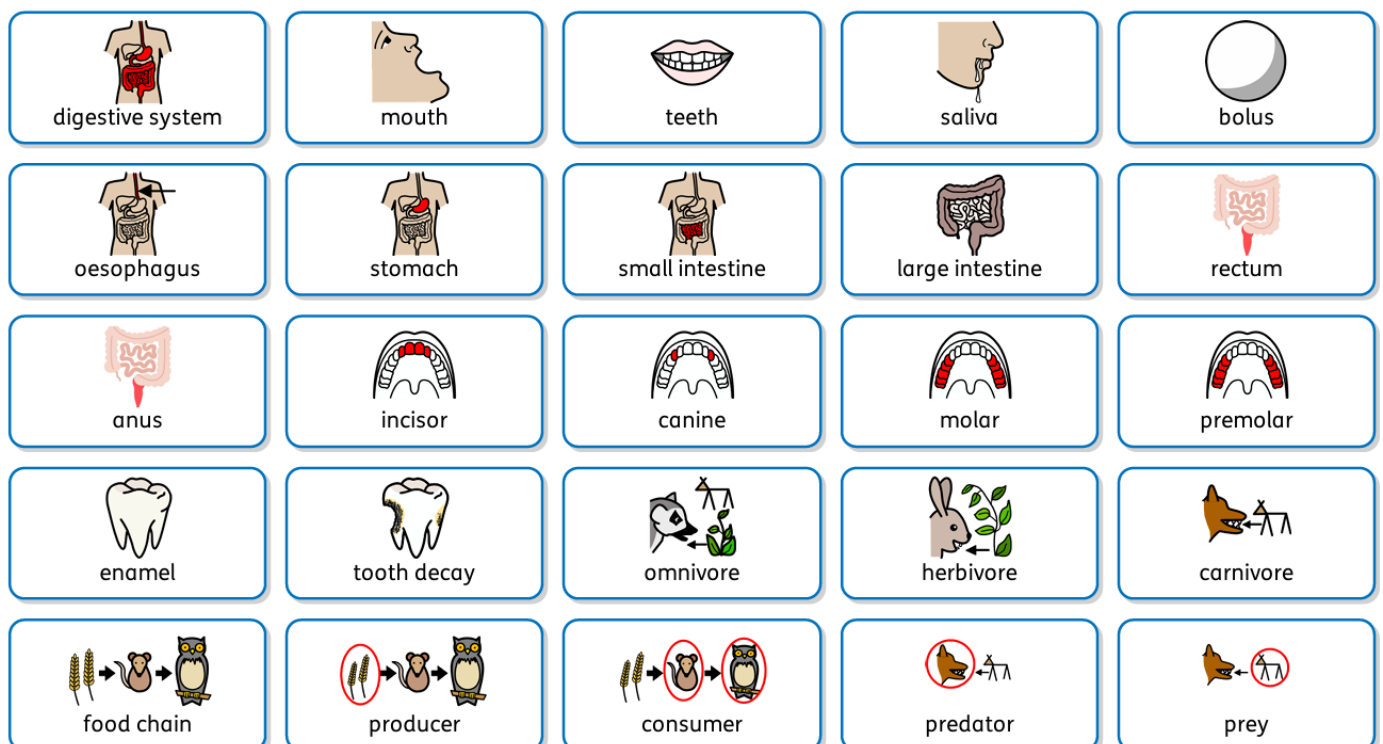 digestive system
mouth
teeth
saliva
bolus
oesophagus
stomach
small intestine
large intestine
rectum
anus
incisor
canine
molar
premolar
enamel
tooth decay
omnivore
herbivore
carnivore
food chain
producer
consumer
predator
prey